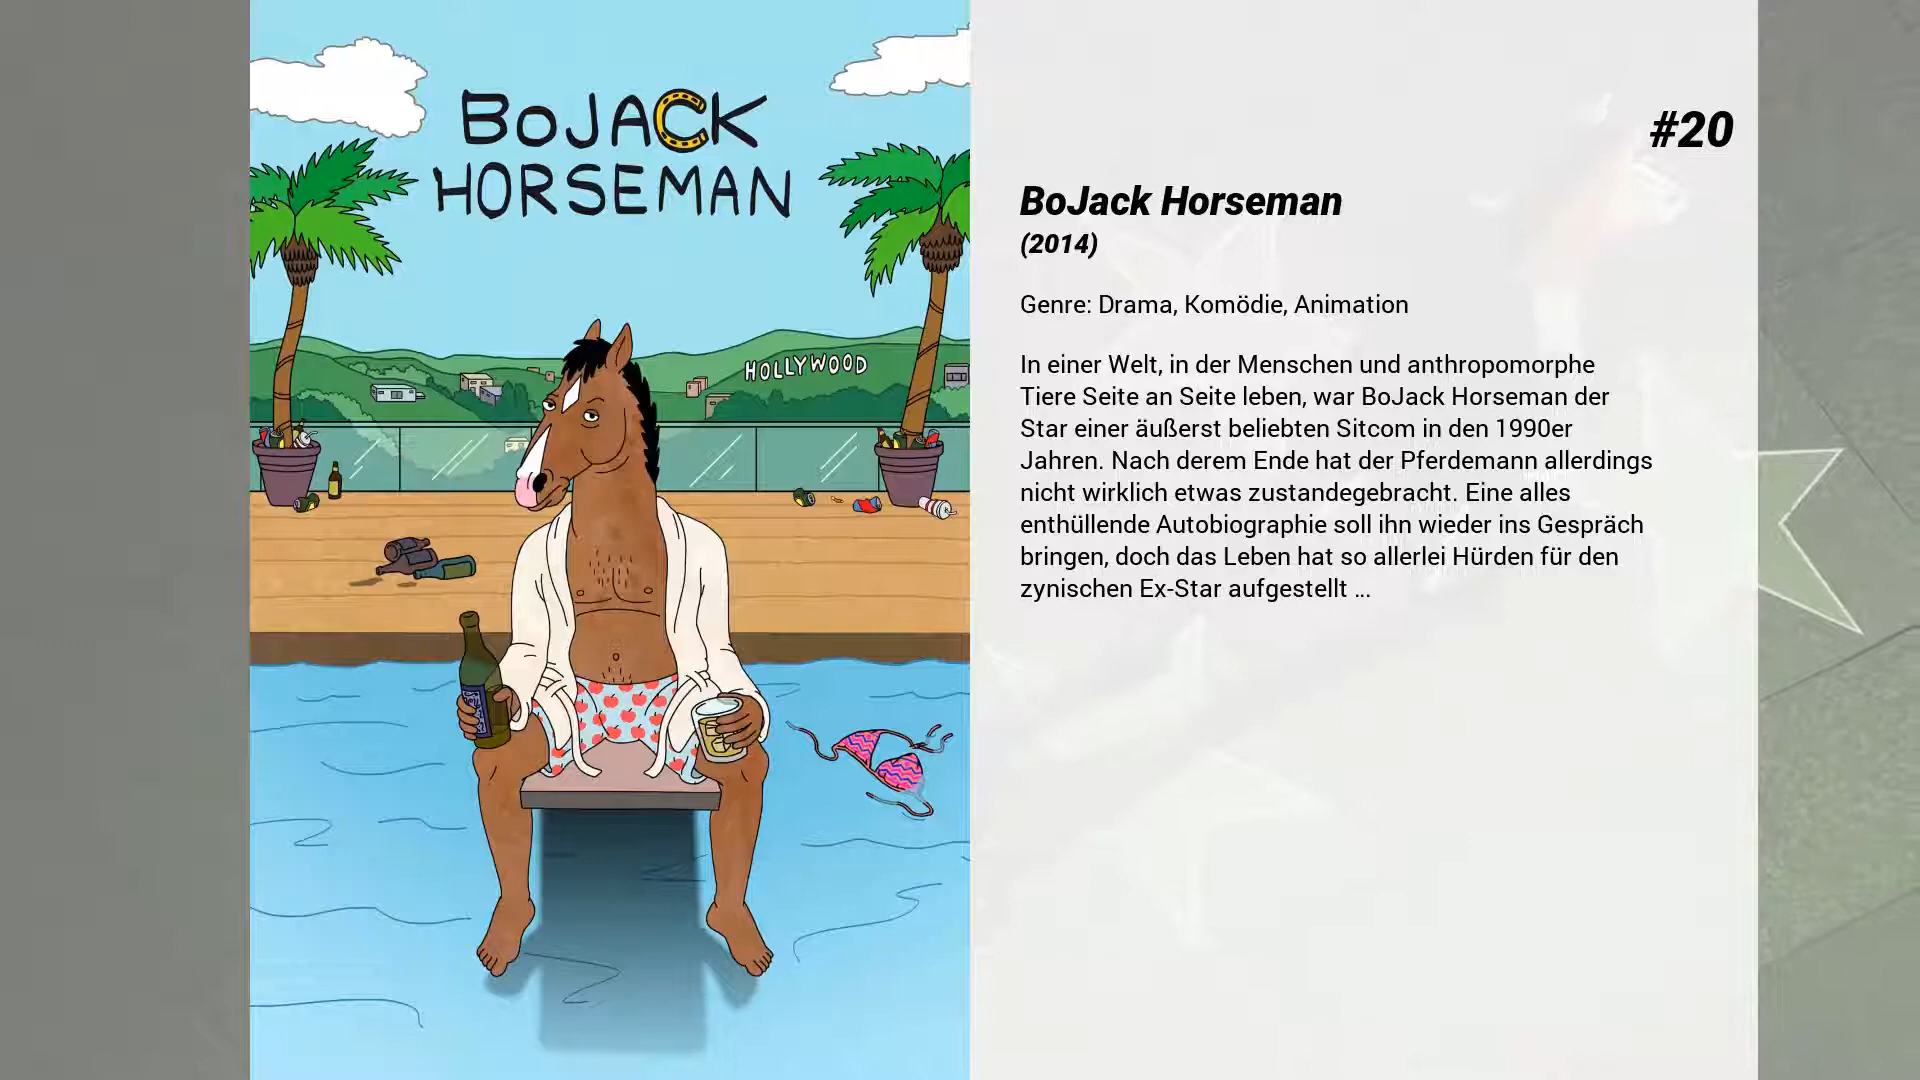 BOJACK
HORSEMAN
HOLLYWOOD
#20
BoJack Horseman
(2014)
Genre: Drama, Komödie, Animation
In einer Welt, in der Menschen und anthropomorphe
Tiere Seite an Seite leben, war BoJack Horseman der
Star einer äußerst beliebten Sitcom in den 1990er
Jahren. Nach derem Ende hat der Pferdemann allerdings
nicht wirklich etwas zustandegebracht. Eine alles
enthüllende Autobiographie soll ihn wieder ins Gespräch
bringen, doch das Leben hat so allerlei Hürden für den
zynischen Ex-Star aufgestellt ...